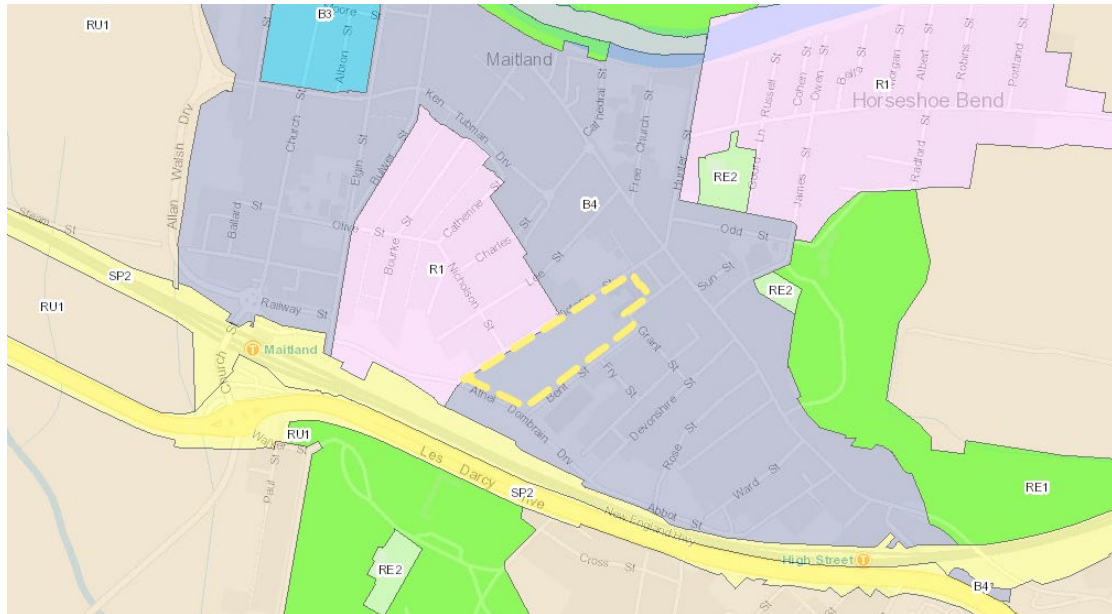 RU1
B3
Moore St
Albion St
Church St
Elgin St
Bulwer St
Ken Tubman Drv
Maitland
Cathedral St
Free Church St
Hunter St
R1
Horseshoe Bend
Russell St
Cohen St
Owen St
Morgan St
Albert St
Robins St
Portland St
Radford St
James St
RE2
Allan Walsh Drv
Steam St
Ballard St
Olive St
Bourke St
Catherine St
Charles St
Nicholson St
R1
B4
Odd St
Sun St
RE2
SP2
RU1
Railway St
T Maitland
Church St
Athel Dombrain Drv
Bent St
Fry St
Grant St
Devonshire St
Rose St
Ward St
RE1
RU1
Paul St
Les Darcy Drive
SP2
Abbot St
New England Hwy
High Street T
Cross St
RE2
B4